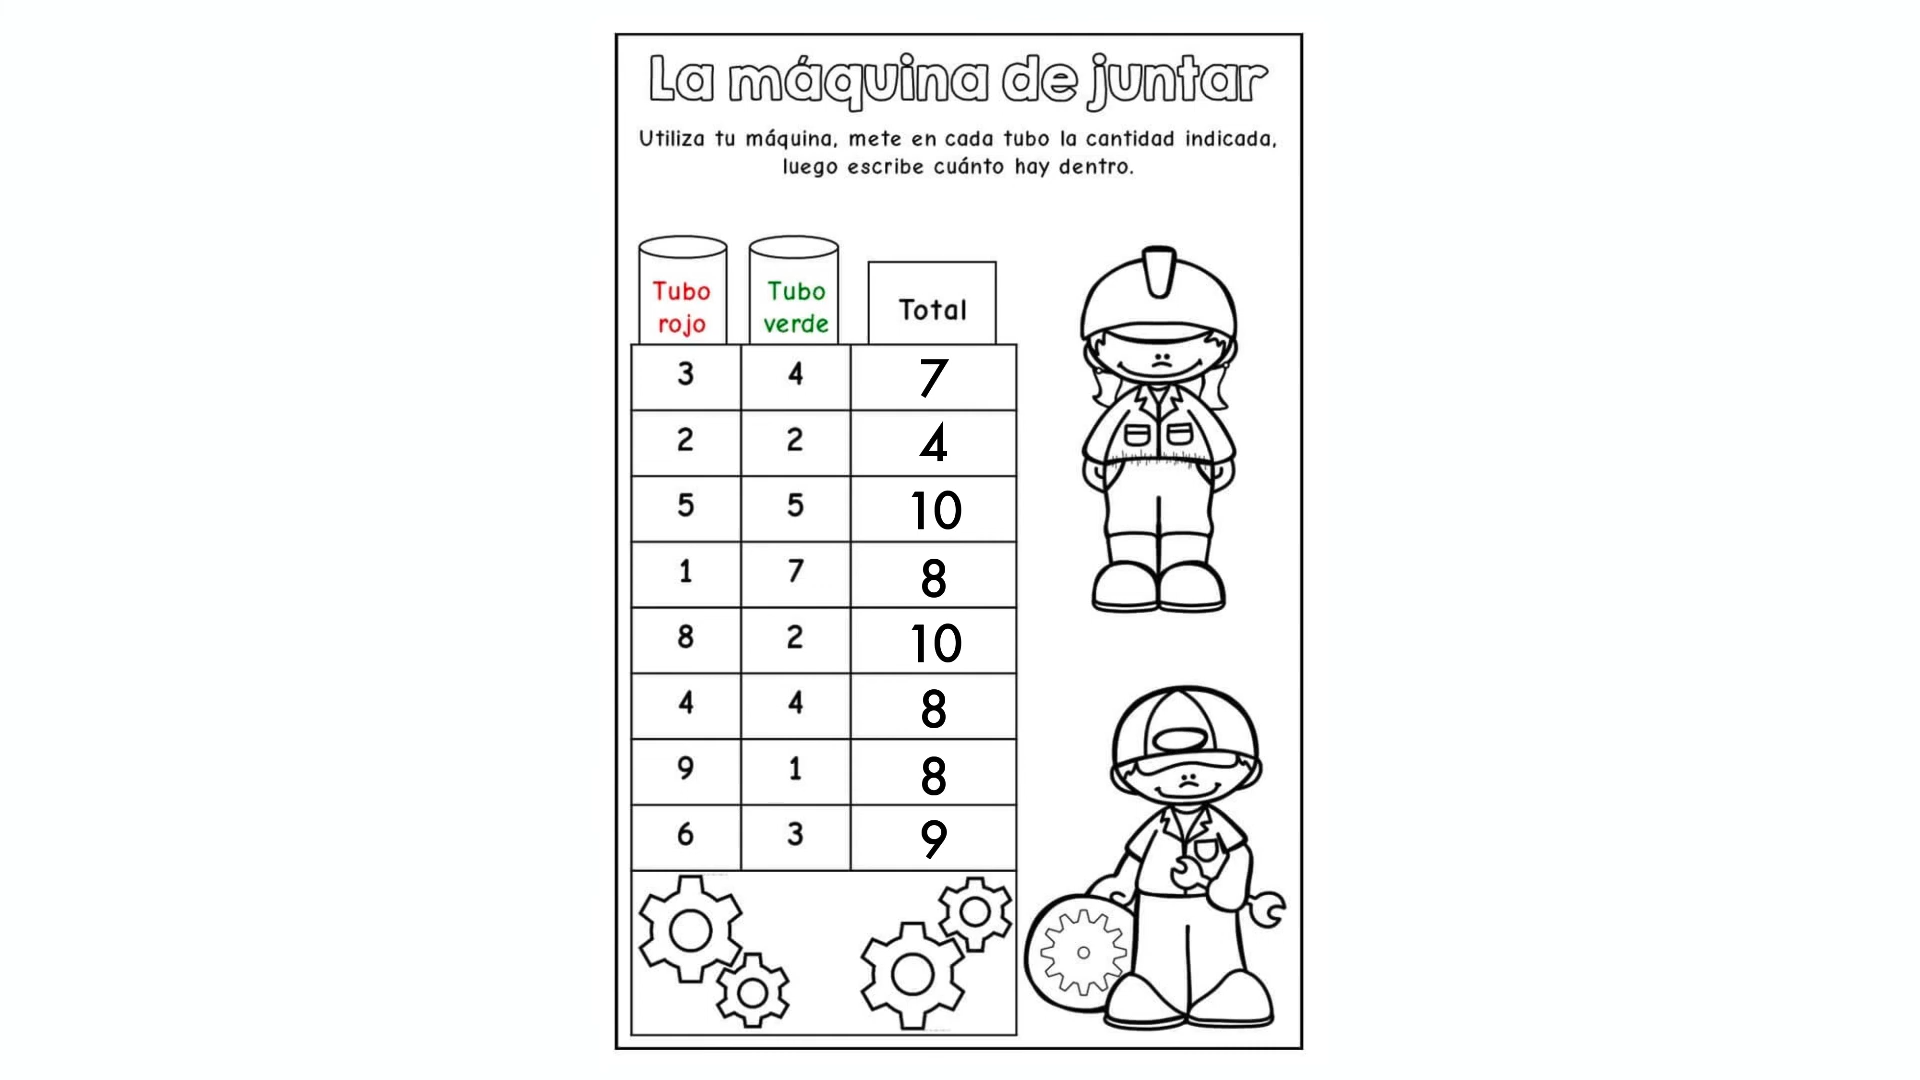 La máquina de juntar
Utiliza tu máquina, mete en cada tubo la cantidad indicada,
luego escribe cuánto hay dentro.
Tubo rojo Tubo verde Total
3 4 7
2 2 4
5 5 10
1 7 8
8 2 10
4 4 8
9 1 8
6 3 9